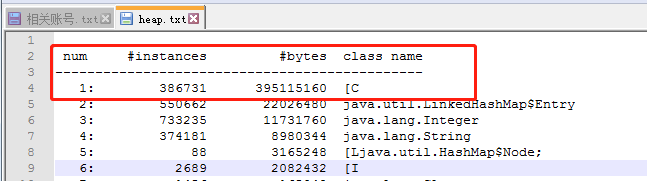 相关账号.txt heap.txt
1
2 num #instances #bytes class name
3 ----------------------------------------------
4 1: 386731 395115160 [C
5 2: 550662 22026480 java.util.LinkedHashMap$Entry
6 3: 733235 11731760 java.lang.Integer
7 4: 374181 8980344 java.lang.String
8 5: 88 3165248 [Ljava.util.HashMap$Node;
9 6: 2689 2082432 [I